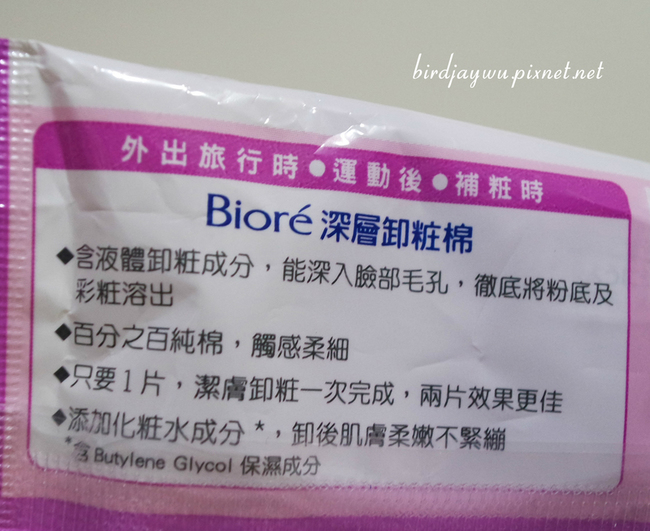 birdjaywu.pixnet.net
外出旅行時●運動後●補粧時
Bioré 深層卸粧棉
◆含液體卸粧成分，能深入臉部毛孔，徹底將粉底及
彩粧溶出
◆百分之百純棉，觸感柔細
◆只要1片，潔膚卸粧一次完成，兩片效果更佳
◆添加化粧水成分*，卸後肌膚柔嫩不緊繃
*含 Butylene Glycol 保濕成分